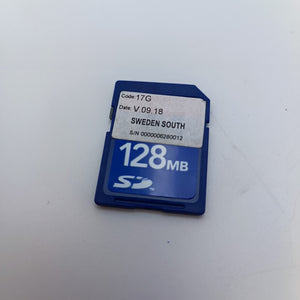 Code: 17G
Date: V 09.18
SWEDEN SOUTH
S/N 0000006280012
128MB
SD